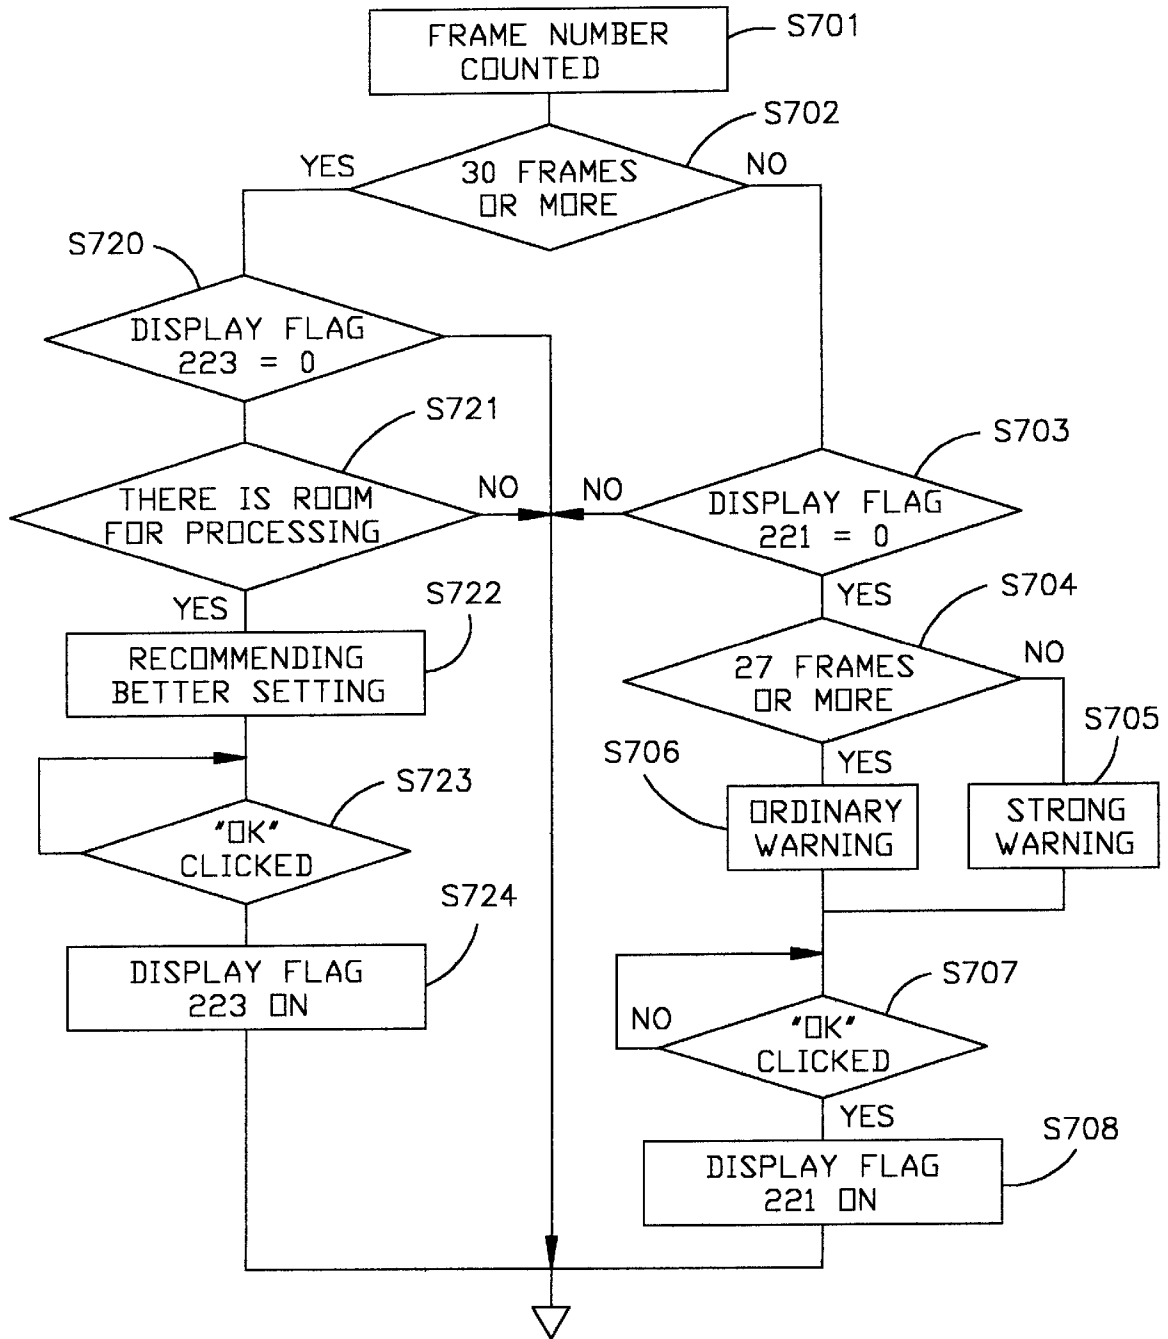 FRAME NUMBER
COUNTED
S701
S702
30 FRAMES
OR MORE
YES
NO
S720
DISPLAY FLAG
223 = 0
S721
THERE IS ROOM
FOR PROCESSING
NO
YES
S722
RECOMMENDING
BETTER SETTING
S723
"OK"
CLICKED
S724
DISPLAY FLAG
223 ON
S703
NO
DISPLAY FLAG
221 = 0
YES
S704
27 FRAMES
OR MORE
NO
YES
S705
S706
ORDINARY
WARNING
STRONG
WARNING
S707
"OK"
CLICKED
NO
YES
S708
DISPLAY FLAG
221 ON